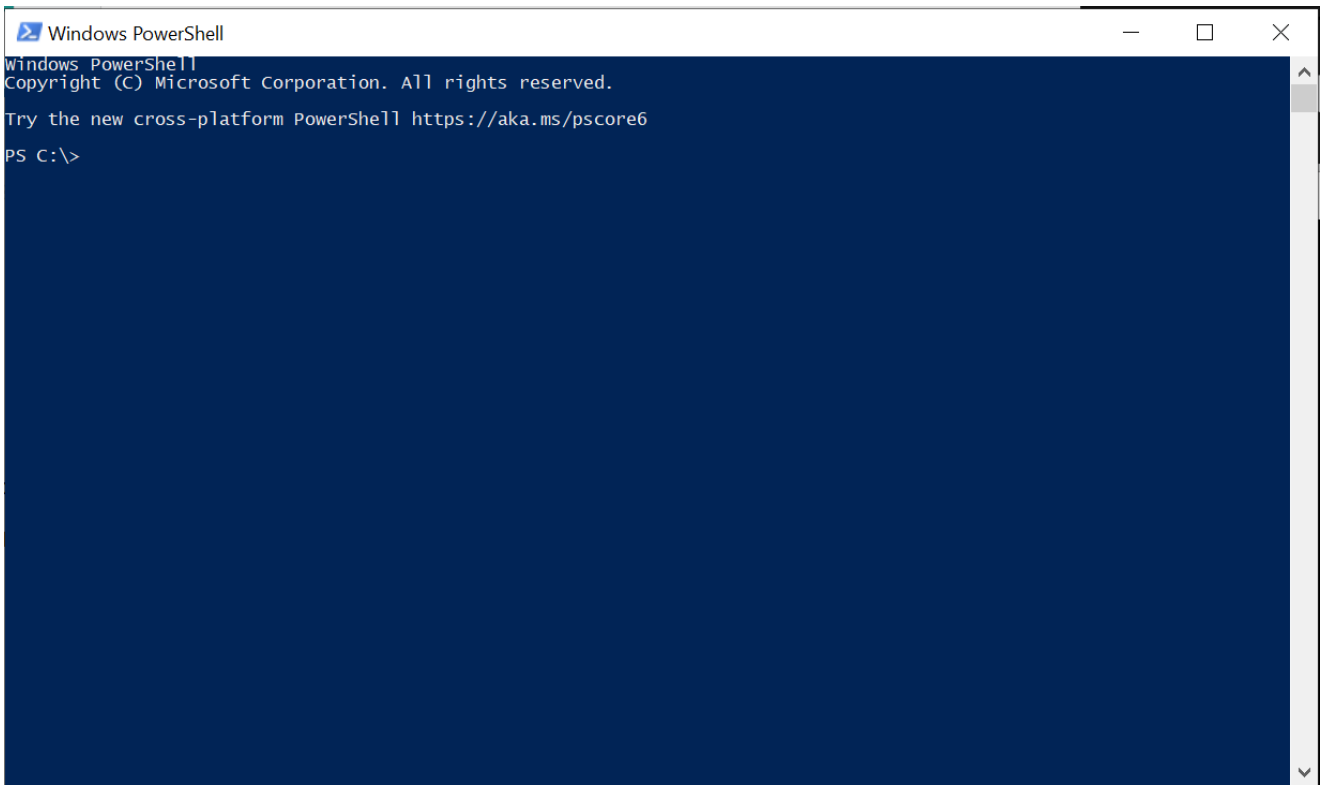 Windows PowerShell
Windows PowerShell
Copyright (C) Microsoft Corporation. All rights reserved.
Try the new cross-platform PowerShell https://aka.ms/pscore6
PS C:\>